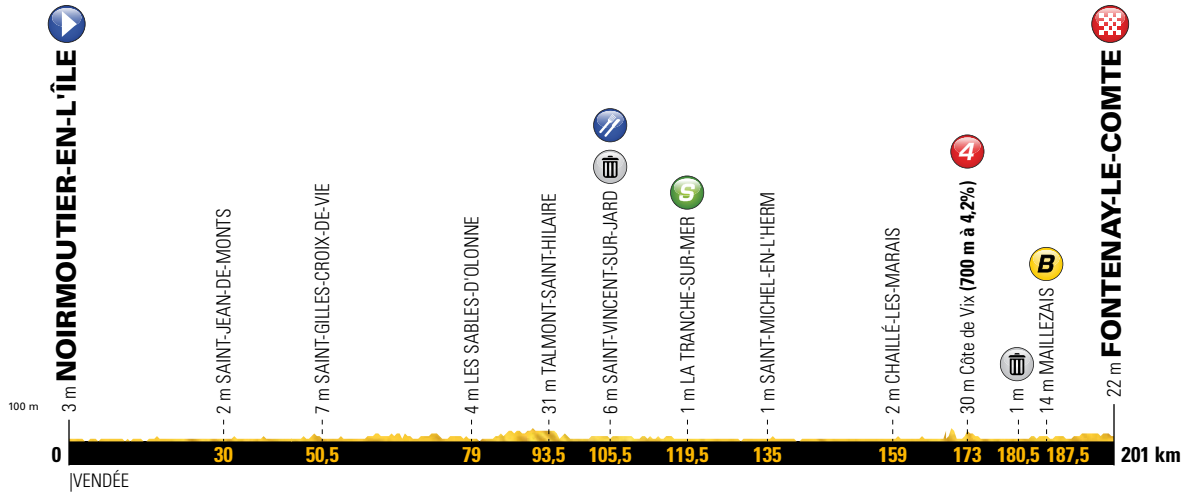 3 m NOIRMOUTIER-EN-L'ÎLE
2 m SAINT-JEAN-DE-MONTS
7 m SAINT-GILLES-CROIX-DE-VIE
4 m LES SABLES-D'OLONNE
31 m TALMONT-SAINT-HILAIRE
6 m SAINT-VINCENT-SUR-JARD
S
1 m LA TRANCHE-SUR-MER
1 m SAINT-MICHEL-EN-L'HERM
2 m CHAILLÉ-LES-MARAIS
4
30 m Côte de Vix (700 m à 4,2%)
1 m
B
14 m MAILLEZAIS
22 m FONTENAY-LE-COMTE
100 m
0 30 50,5 79 93,5 105,5 119,5 135 159 173 180,5 187,5 201 km
|VENDÉE